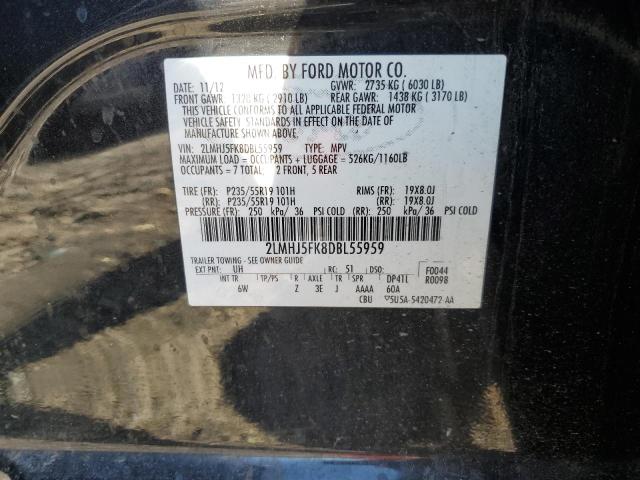 MFD. BY FORD MOTOR CO.
DATE: 11/12 GVWR: 2735 KG ( 6030 LB)
FRONT GAWR: 1320 KG ( 2910 LB) REAR GAWR: 1438 KG ( 3170 LB)
THIS VEHICLE CONFORMS TO ALL APPLICABLE FEDERAL MOTOR
VEHICLE SAFETY STANDARDS IN EFFECT ON THE DATE OF
MANUFACTURE SHOWN ABOVE.
VIN: 2LMHJ5FK8DBL55959 TYPE: MPV
MAXIMUM LOAD = OCCUPANTS + LUGGAGE = 526KG/1160LB
OCCUPANTS = 7 TOTAL, 2 FRONT, 5 REAR
TIRE (FR): P235/55R19 101H RIMS (FR): 19X8.0J
TIRE (RR): P235/55R19 101H (RR): 19X8.0J
PRESSURE (FR): 250 kPa/ 36 PSI COLD (RR): 250 kPa/ 36 PSI COLD
2LMHJ5FK8DBL55959
TRAILER TOWING - SEE OWNER GUIDE
EXT PNT: UH RC: 51 DSO: F0044
INT TR TP/PS R AXLE TR SPR DP4TL R0098
6W Z 3E J AAAA 60A
CBU 5U5A-5420472-AA